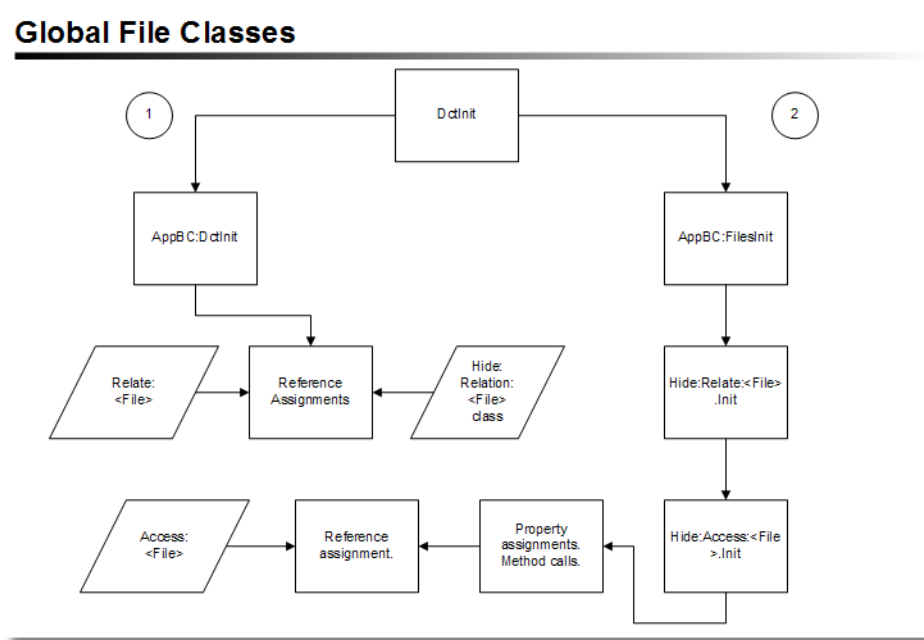 Global File Classes
1
DctInit
2
AppBC:DctInit
AppBC:FilesInit
Relate:
<File>
Reference
Assignments
Hide:
Relation:
<File>
class
Hide:Relate:<File>
.Init
Access:
<File>
Reference
assignment.
Property
assignments.
Method calls.
Hide:Access:<File
>.Init